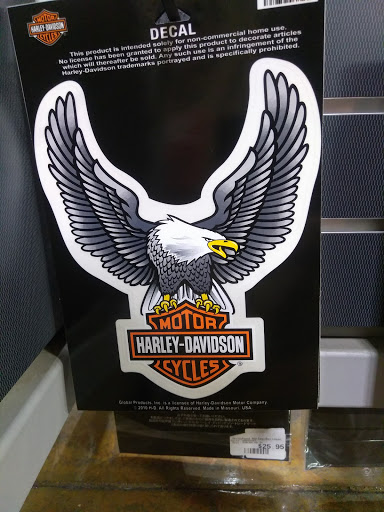 MOTOR
HARLEY-DAVIDSON
CYCLES
DECAL
This product is intended solely for non-commercial home use.
No license has been granted to apply this product to decorate articles
which will thereafter be sold. Any such use is an infringement of the
Harley-Davidson trademarks portrayed and is specifically prohibited.
MOTOR
HARLEY-DAVIDSON
CYCLES
®
Global Products, Inc. is a licensee of Harley-Davidson Motor Company.
© 2010 H-D. All Rights Reserved. Made in Missouri, USA.
$25.95